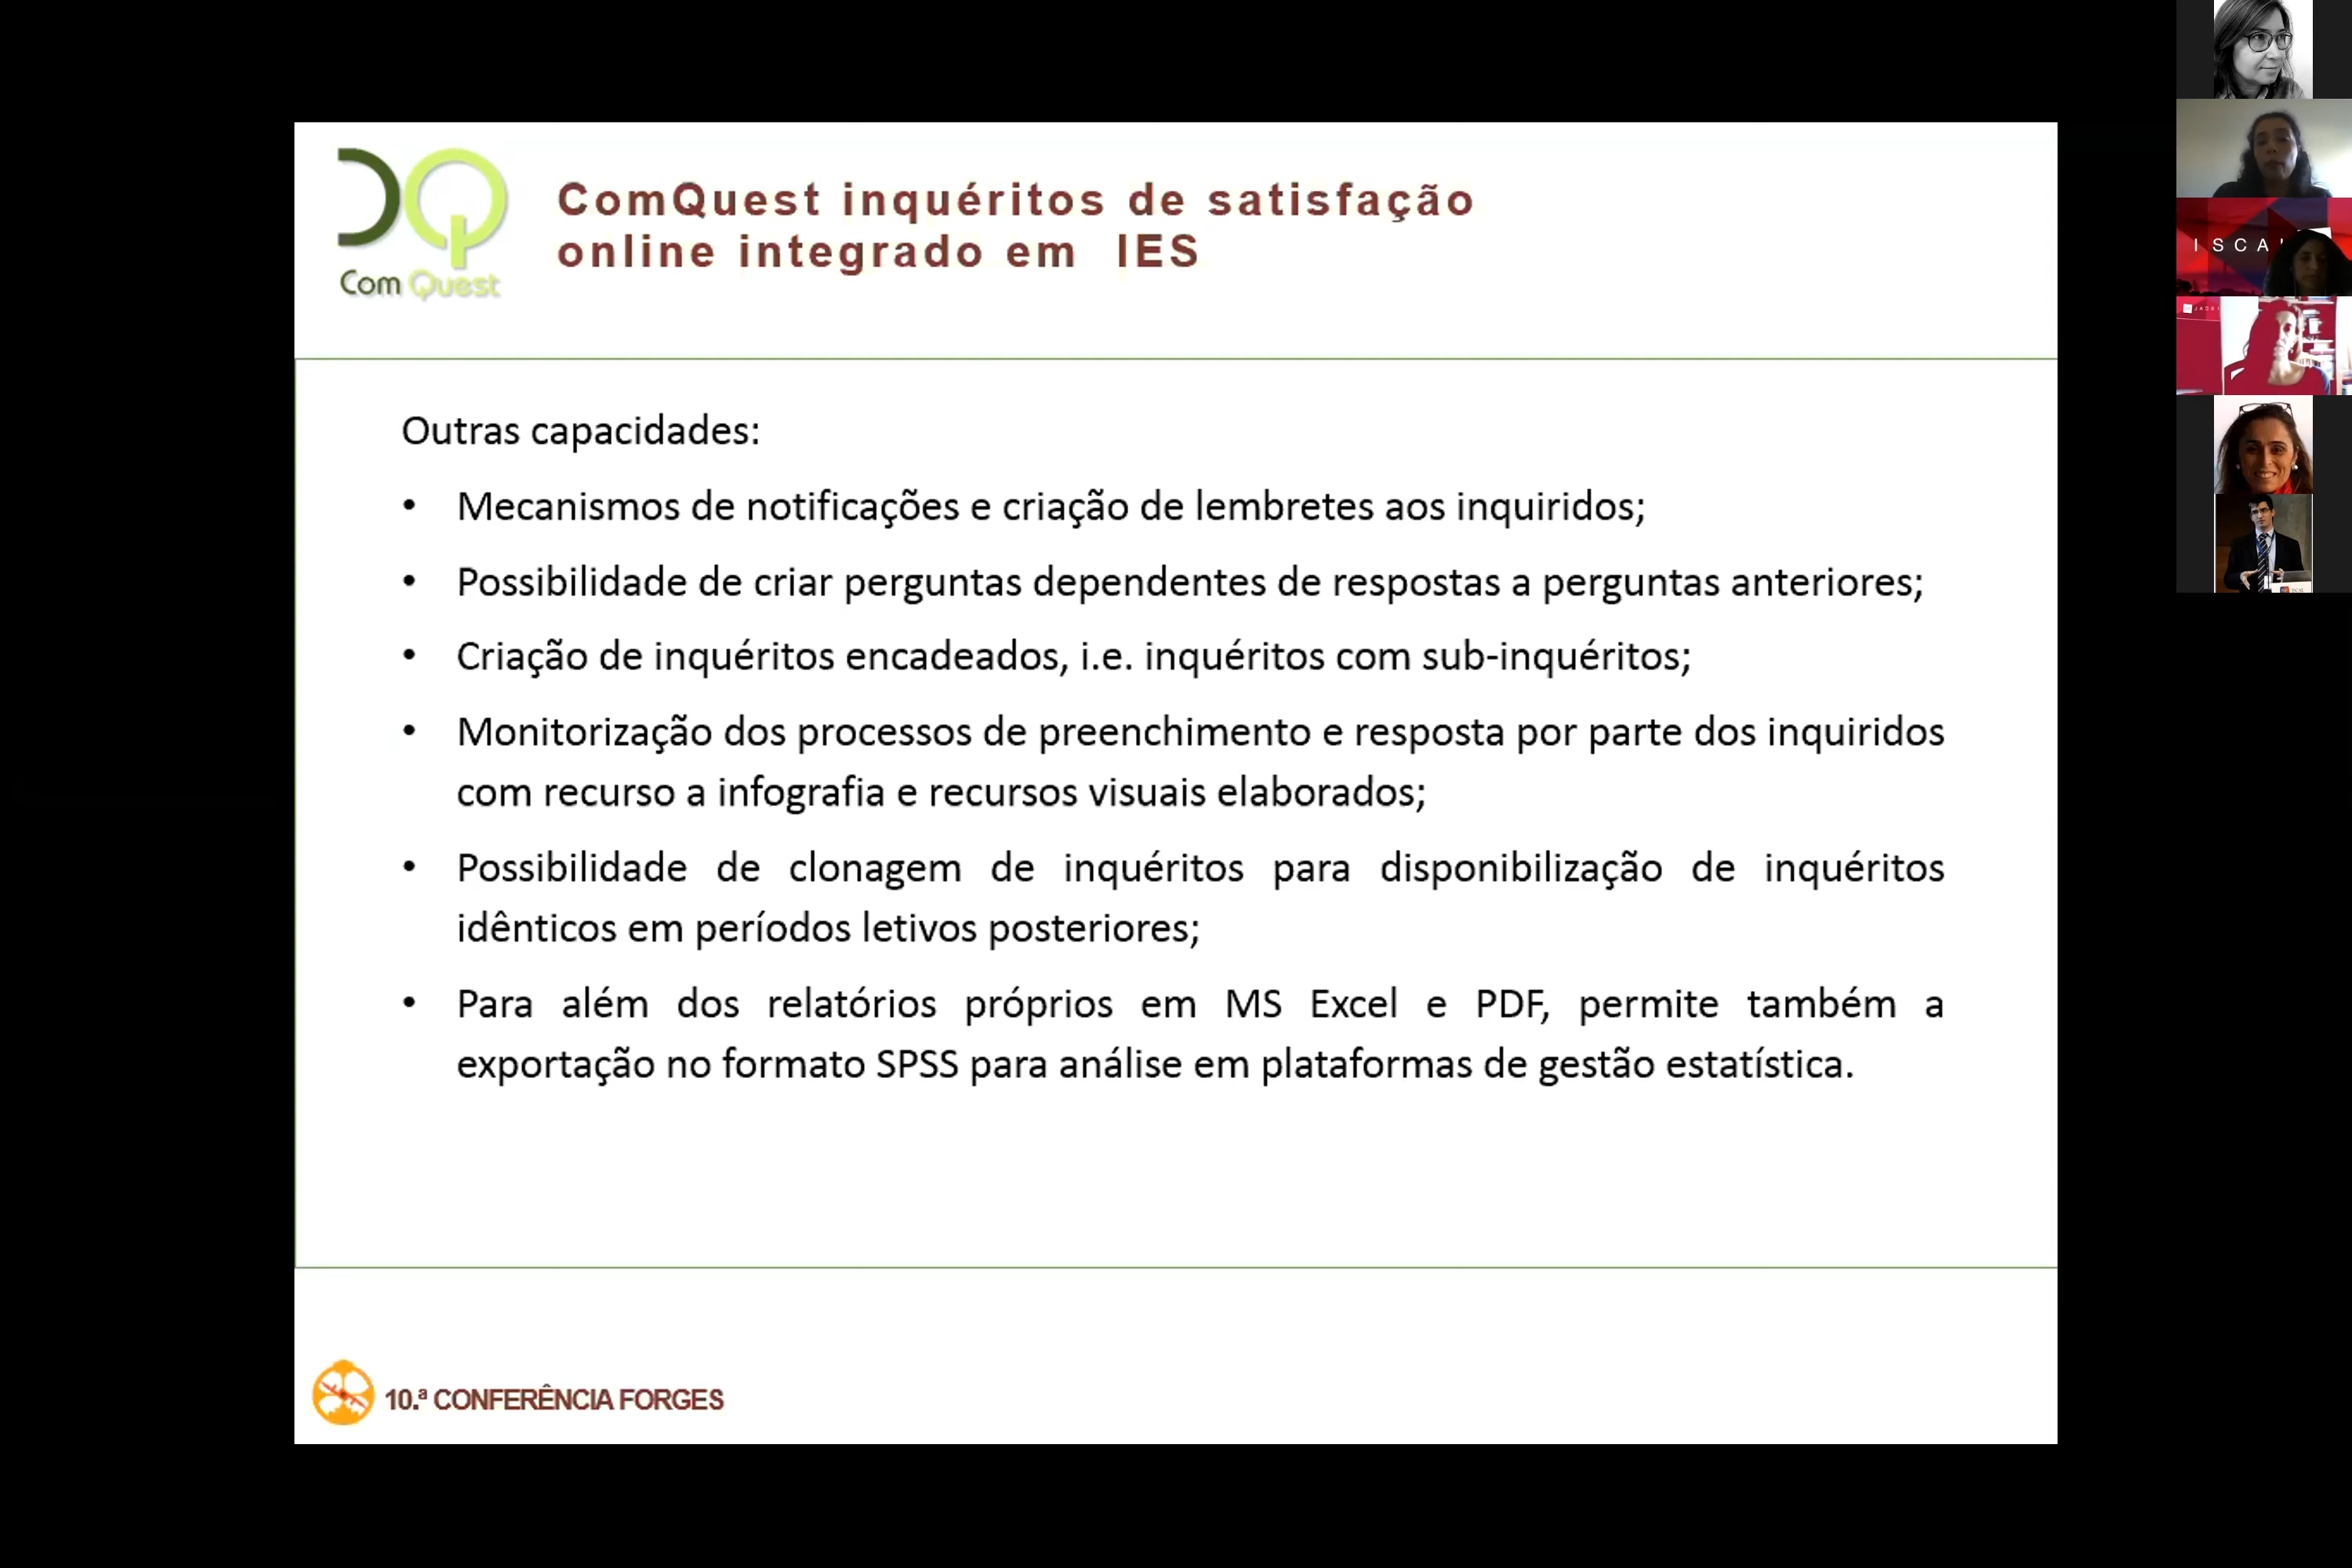 Com Quest
ComQuest inquéritos de satisfação
online integrado em IES
Outras capacidades:
• Mecanismos de notificações e criação de lembretes aos inquiridos;
• Possibilidade de criar perguntas dependentes de respostas a perguntas anteriores;
• Criação de inquéritos encadeados, i.e. inquéritos com sub-inquéritos;
• Monitorização dos processos de preenchimento e resposta por parte dos inquiridos
com recurso a infografia e recursos visuais elaborados;
• Possibilidade de clonagem de inquéritos para disponibilização de inquéritos
idênticos em períodos letivos posteriores;
• Para além dos relatórios próprios em MS Excel e PDF, permite também a
exportação no formato SPSS para análise em plataformas de gestão estatística.
10.ª CONFERÊNCIA FORGES